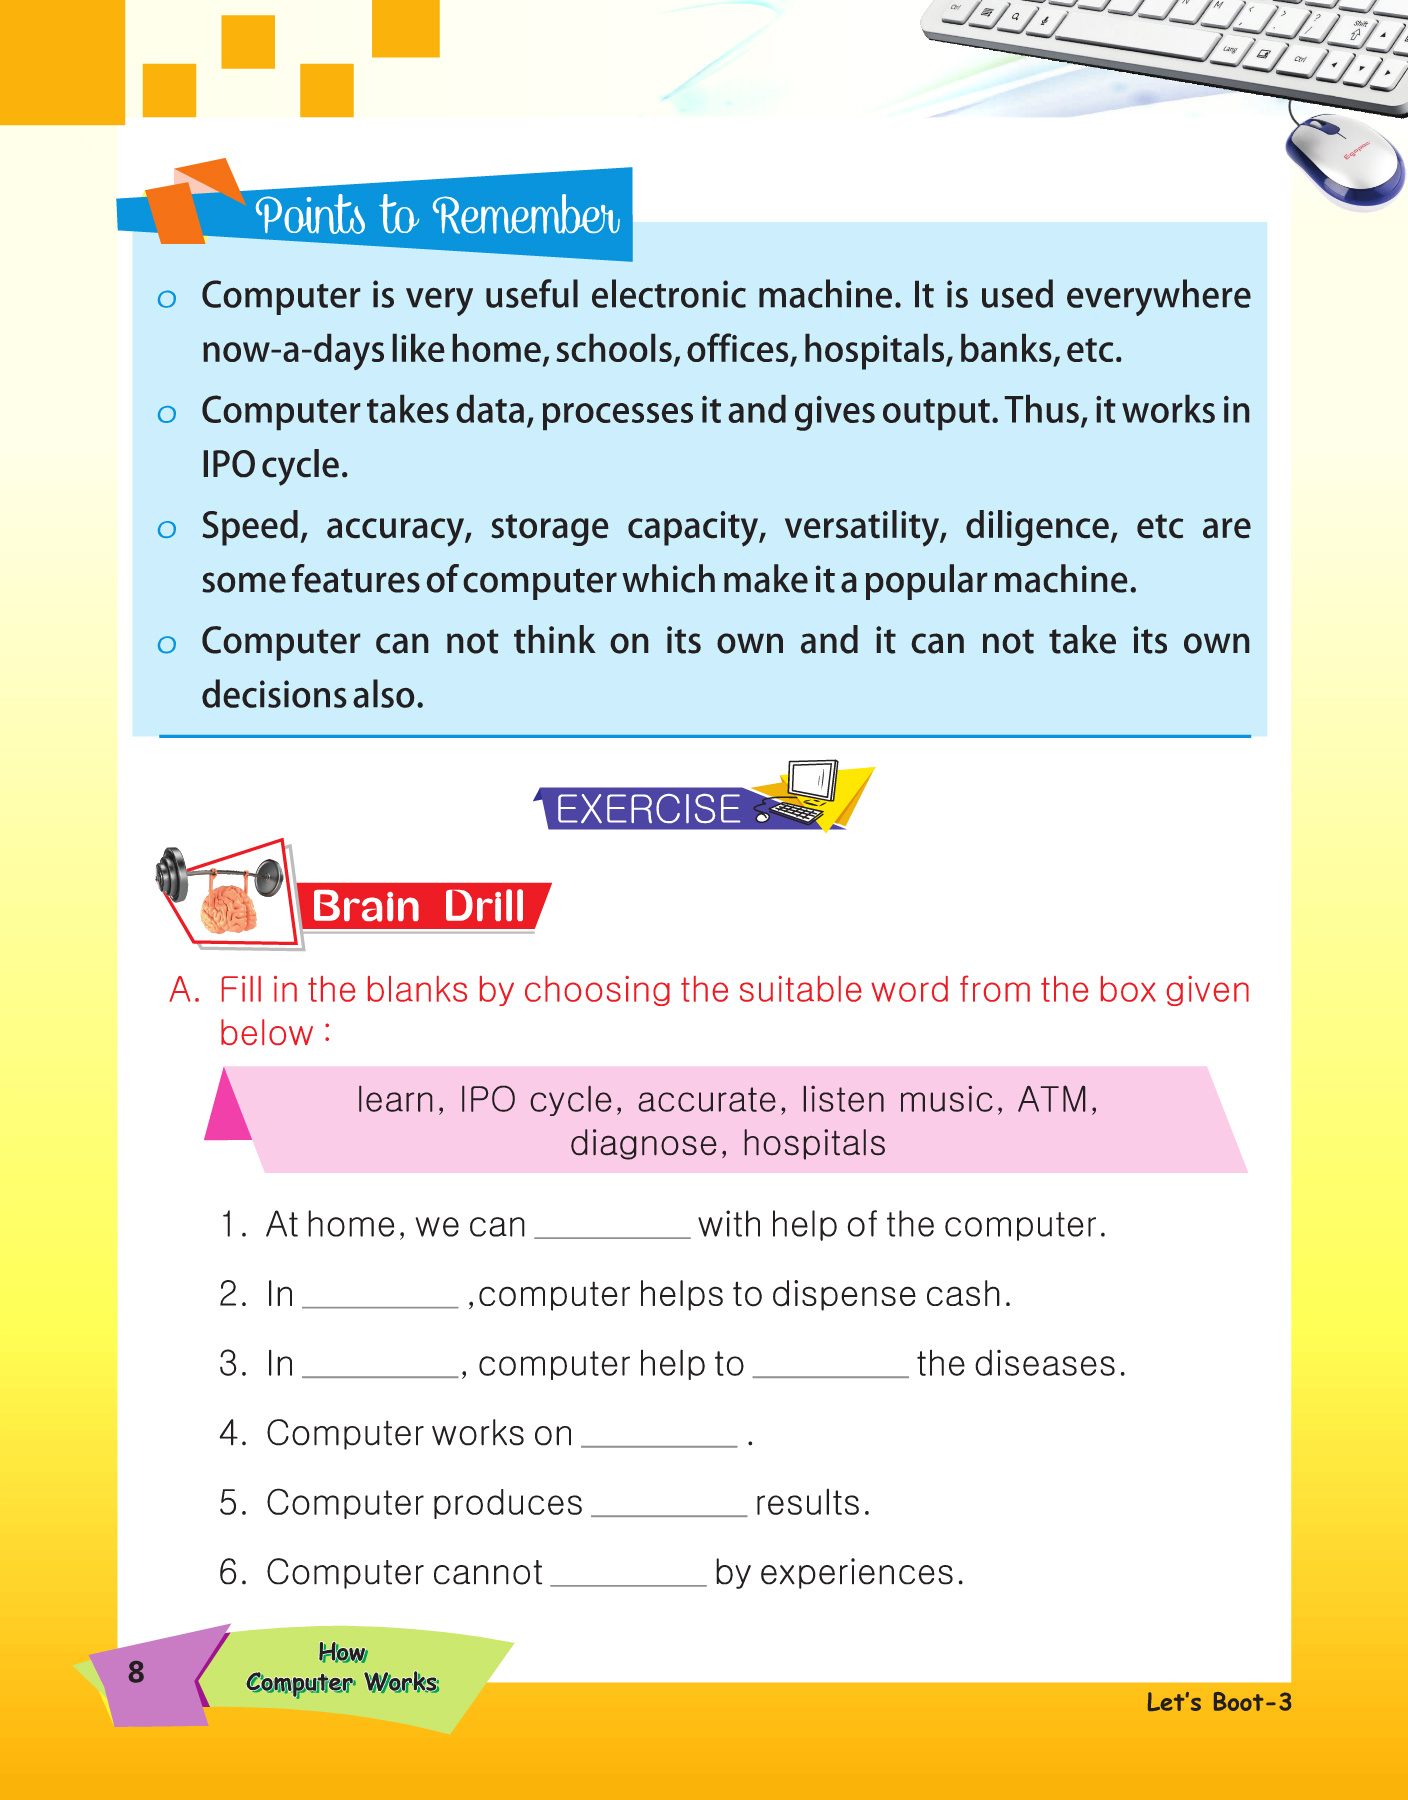 Points to Remember
o Computer is very useful electronic machine. It is used everywhere
now-a-days like home, schools, offices, hospitals, banks, etc.
o Computer takes data, processes it and gives output. Thus, it works in
IPO cycle.
o Speed, accuracy, storage capacity, versatility, diligence, etc are
some features of computer which make it a popular machine.
o Computer can not think on its own and it can not take its own
decisions also.
EXERCISE
Brain Drill
A. Fill in the blanks by choosing the suitable word from the box given
below :
learn, IPO cycle, accurate, listen music, ATM,
diagnose, hospitals
1. At home, we can ________ with help of the computer.
2. In ________ ,computer helps to dispense cash.
3. In ________, computer help to ________ the diseases.
4. Computer works on ________ .
5. Computer produces ________ results.
6. Computer cannot ________ by experiences.
8
How
Computer Works
Let's Boot-3